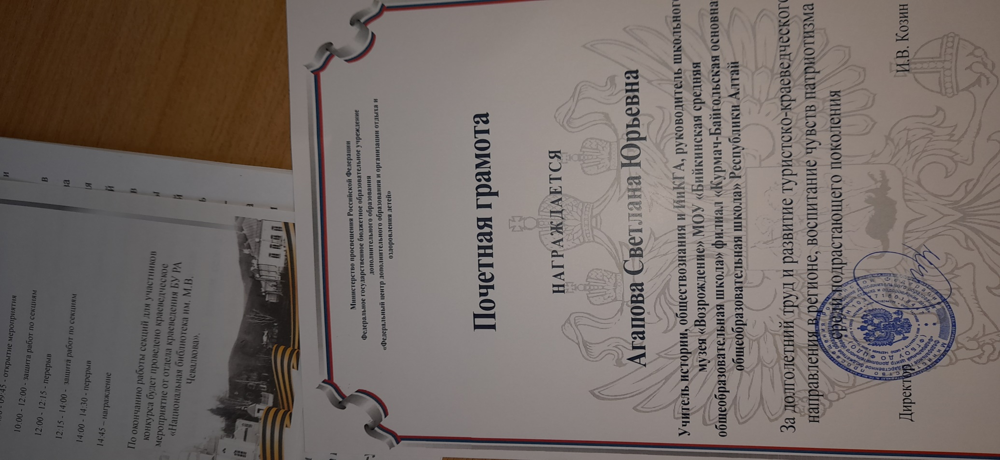 Министерство просвещения Российской Федерации
Федеральное государственное бюджетное образовательное учреждение
дополнительного образования
«Федеральный центр дополнительного образования и организации отдыха и
оздоровления детей»
Почетная грамота
НАГРАЖДАЕТСЯ
Агапова Светлана Юрьевна
Учитель истории, обществознания и ИиКГА, руководитель школьного
музея «Возрождение» МОУ «Бийкинская средняя
общеобразовательная школа» филиал «Курмач-Байгольская основна
общеобразовательная школа» Республики Алтай
За долголетний труд и развитие туристско-краеведческого
направления в регионе, воспитание чувств патриотизма
среди подрастающего поколения
Директор И.В. Козин
09:45 - открытие мероприятия
10:00 - 12:00 - защита работ по секциям
12:00 - 12:15 - перерыв
12:15 - 14:00 - защита работ по секциям
14:00 - 14:30 - перерыв
14:45 – награждение
По окончанию работы секций для участников
конкурса будет проведено краеведческое
мероприятие от отдела краеведения БУ РА
«Национальная библиотека им. М.В.
Чевалкова».